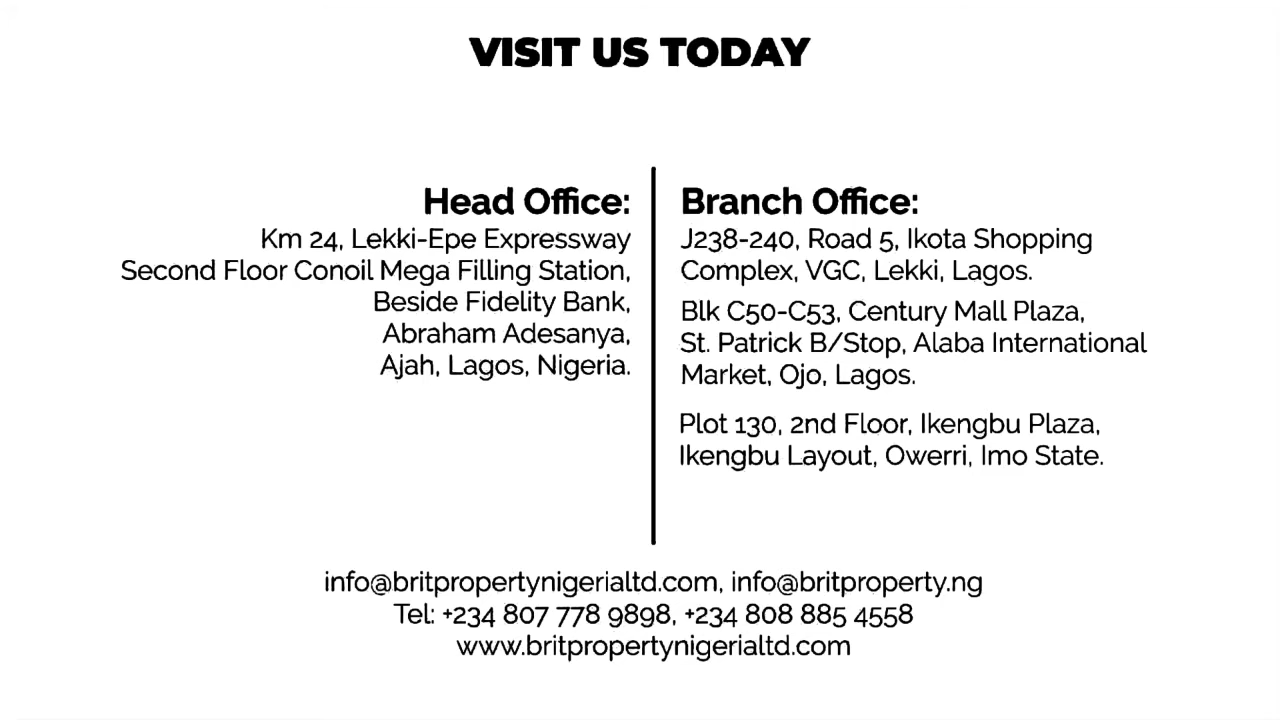 VISIT US TODAY
Head Office:
Km 24, Lekki-Epe Expressway
Second Floor Conoil Mega Filling Station,
Beside Fidelity Bank,
Abraham Adesanya,
Ajah, Lagos, Nigeria.
Branch Office:
J238-240, Road 5, Ikota Shopping
Complex, VGC, Lekki, Lagos.
Blk C50-C53, Century Mall Plaza,
St. Patrick B/Stop, Alaba International
Market, Ojo, Lagos.
Plot 130, 2nd Floor, Ikengbu Plaza,
Ikengbu Layout, Owerri, Imo State.
info@britpropertynigerialtd.com, info@britproperty.ng
Tel: +234 807 778 9898, +234 808 885 4558
www.britpropertynigerialtd.com